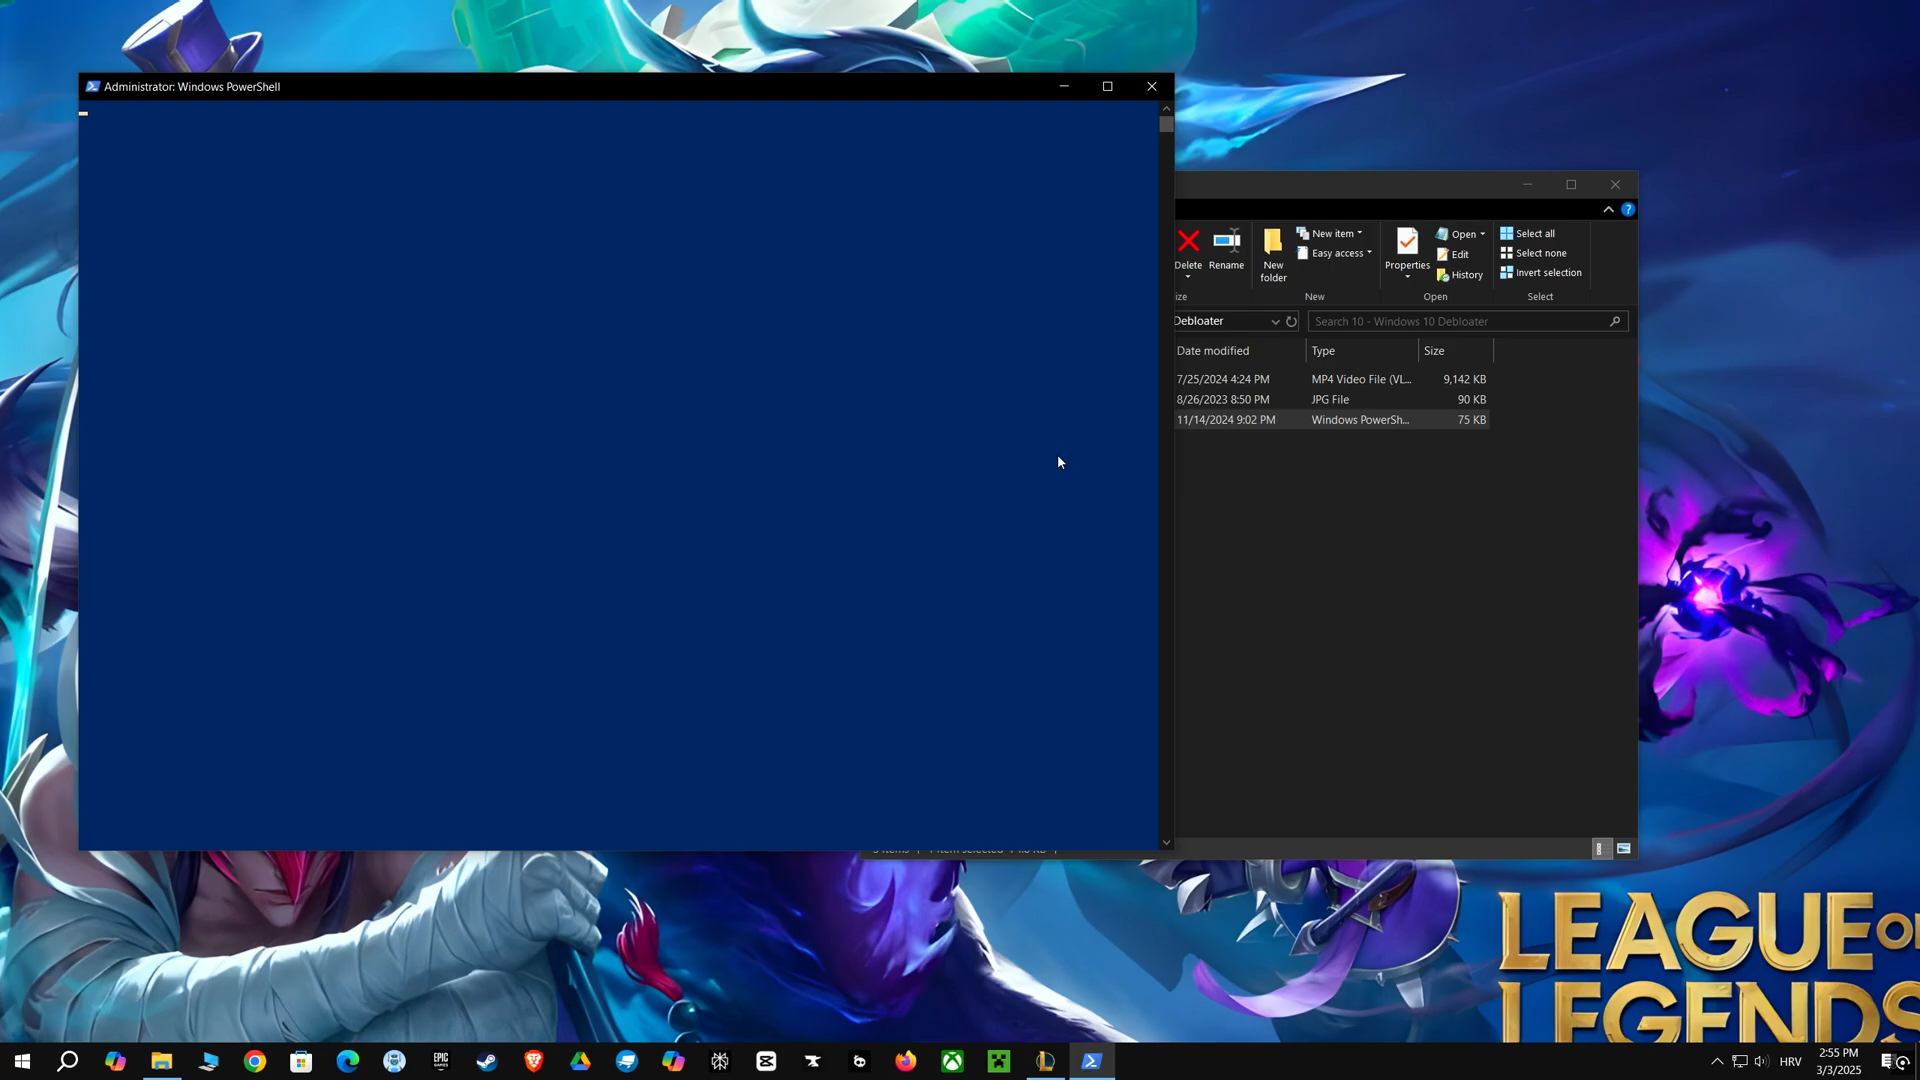 Administrator: Windows PowerShell
Delete
Rename
New
folder
New item
Easy access
Properties
Open
Edit
History
Select all
Select none
Invert selection
ize
New
Open
Select
Debloater
Search 10 - Windows 10 Debloater
Date modified
Type
Size
7/25/2024 4:24 PM
MP4 Video File (VL...
9,142 KB
8/26/2023 8:50 PM
JPG File
90 KB
11/14/2024 9:02 PM
Windows PowerSh...
75 KB
LEAGUE OF
LEGENDS
EPIC
GAMES
HRV
2:55 PM
3/3/2025